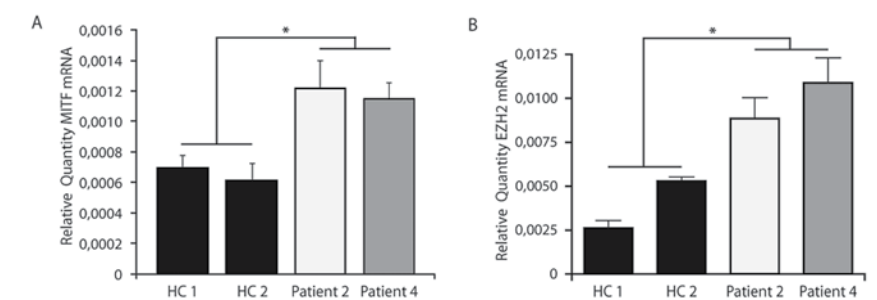 A
Relative Quantity MITF mRNA
0,0016
0,0014
0,0012
0,0010
0,0008
0,0006
0,0004
0,0002
0
*
HC 1 HC 2 Patient 2 Patient 4
B
Relative Quantity EZH2 mRNA
0,0125
0,0100
0,0075
0,0050
0,0025
0
*
HC 1 HC 2 Patient 2 Patient 4